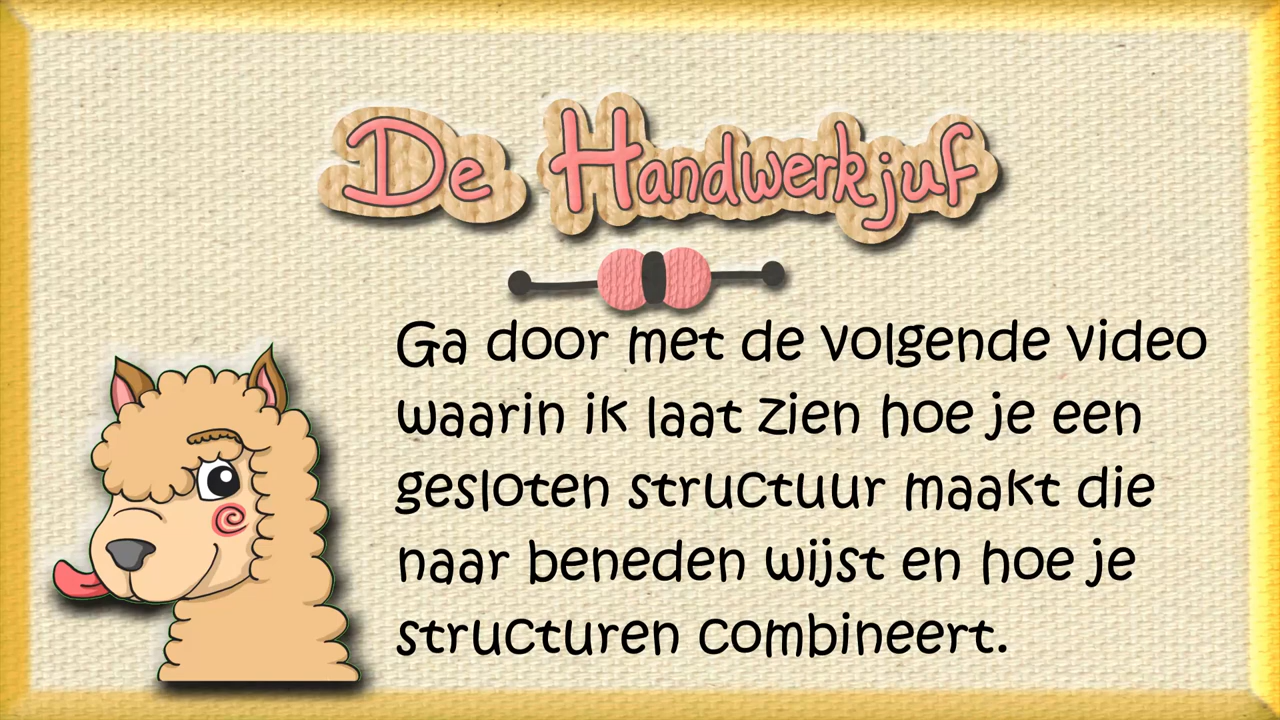 De Handwerkjuf
Ga door met de volgende video
waarin ik laat zien hoe je een
gesloten structuur maakt die
naar beneden wijst en hoe je
structuren combineert.